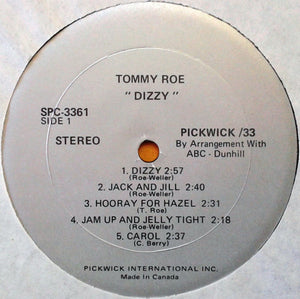 TOMMY ROE
" DIZZY "
SPC-3361
SIDE 1
STEREO
PICKWICK /33
By Arrangement With
ABC - Dunhill
1. DIZZY 2:57
(Roe-Weller)
2. JACK AND JILL 2:40
(Roe-Weller)
3. HOORAY FOR HAZEL 2:31
(T. Roe)
4. JAM UP AND JELLY TIGHT 2:18
(Roe-Weller)
5. CAROL 2:37
(C. Berry)
PICKWICK INTERNATIONAL INC.
Made In Canada